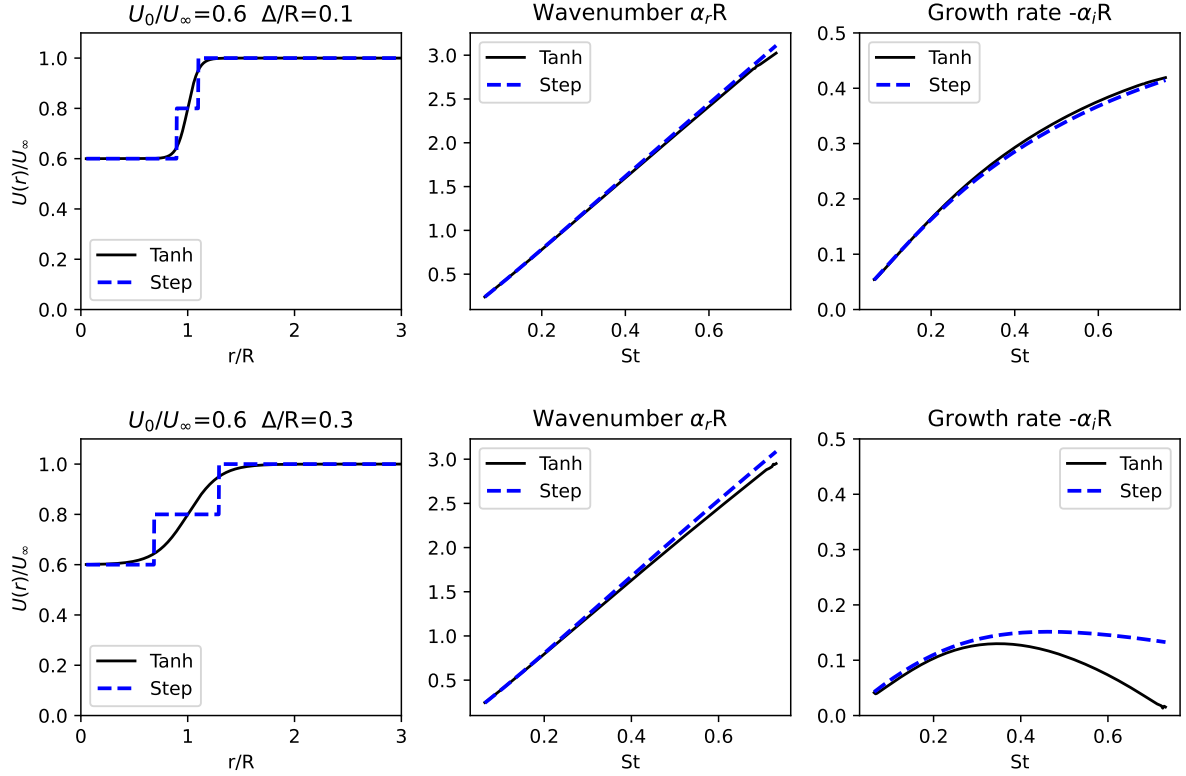 U₀/U∞=0.6 Δ/R=0.1
U(r)/U∞
1.0
0.8
0.6
0.4
0.2
0.0
Tanh
Step
0
1
2
3
r/R
Wavenumber αᵣR
3.0
2.5
2.0
1.5
1.0
0.5
Tanh
Step
0.2
0.4
0.6
St
Growth rate -αᵢR
0.5
0.4
0.3
0.2
0.1
0.0
Tanh
Step
0.2
0.4
0.6
St
U₀/U∞=0.6 Δ/R=0.3
U(r)/U∞
1.0
0.8
0.6
0.4
0.2
0.0
Tanh
Step
0
1
2
3
r/R
Wavenumber αᵣR
3.0
2.5
2.0
1.5
1.0
0.5
Tanh
Step
0.2
0.4
0.6
St
Growth rate -αᵢR
0.5
0.4
0.3
0.2
0.1
0.0
Tanh
Step
0.2
0.4
0.6
St